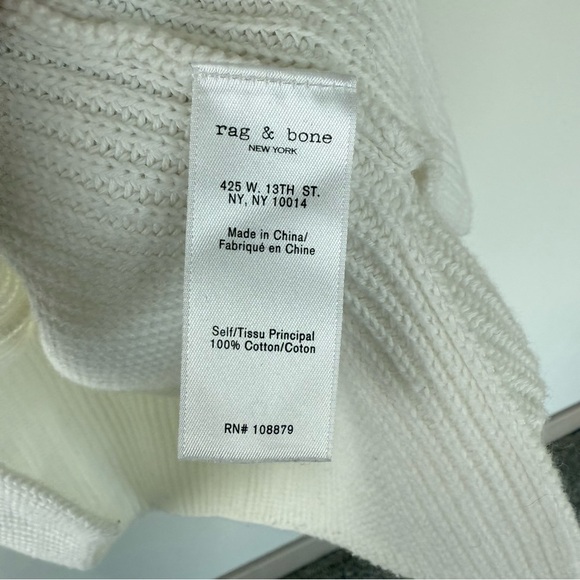 rag & bone
NEW YORK
425 W. 13TH ST.
NY, NY 10014
Made in China/
Fabriqué en Chine
Self/Tissu Principal
100% Cotton/Coton
RN# 108879